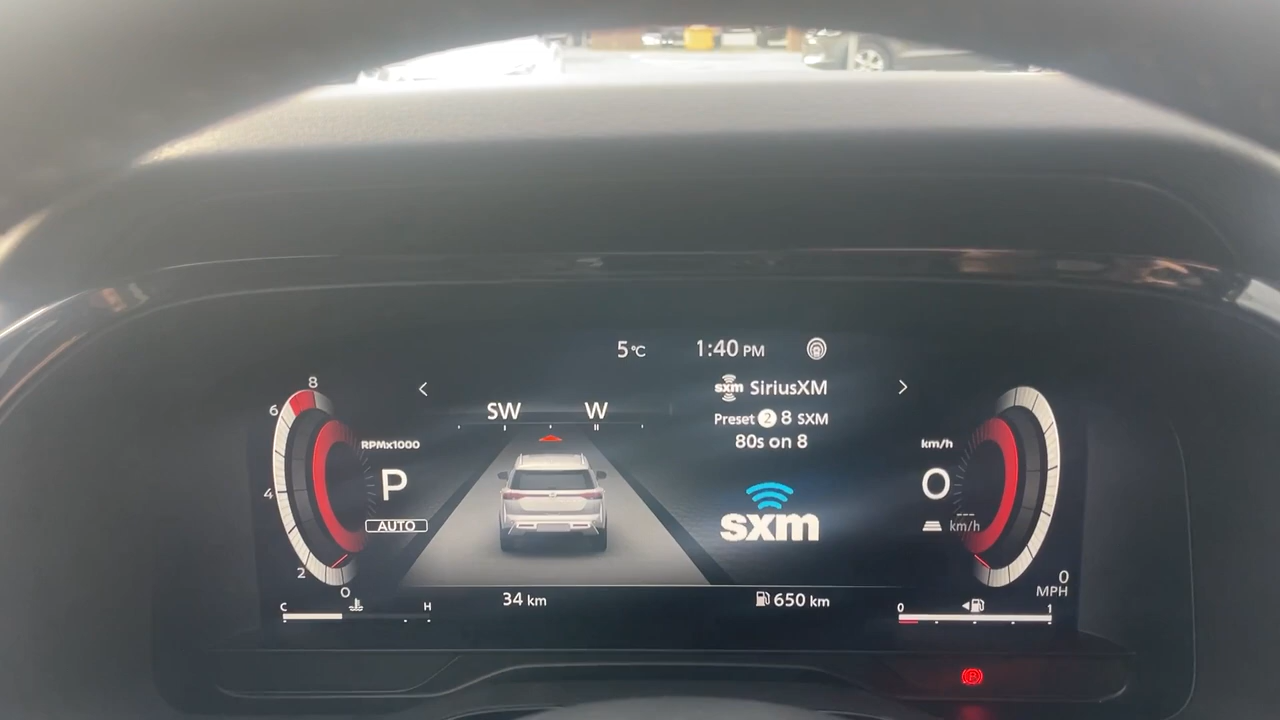 5°C 1:40 PM
sxm SiriusXM
Preset 2 8 SXM
80s on 8
SW W
8
6
4
2
0
RPMx1000
P
AUTO
sxm
km/h
0
--- km/h
0
MPH
C H
34 km
650 km
0 1
(P)